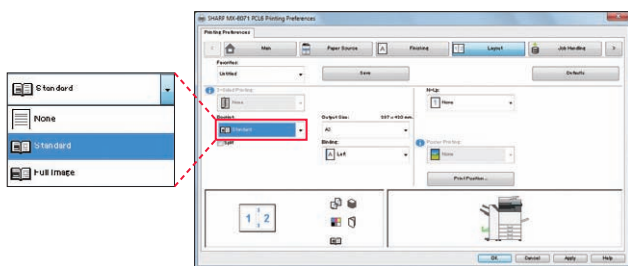 SHARP MX-6071 PCL6 Printing Preferences
Printing Preferences
Main
Paper Source
Finishing
Layout
Job Handling
Favorites:
Untitled
Save
Defaults
2-Sided Printing:
None
N-Up:
None
Booklet:
Standard
Split
Output Size:
A3
Binding:
Left
Poster Printing:
None
Print Position...
1 2
OK
Cancel
Apply
Help
Standard
None
Standard
Full Image